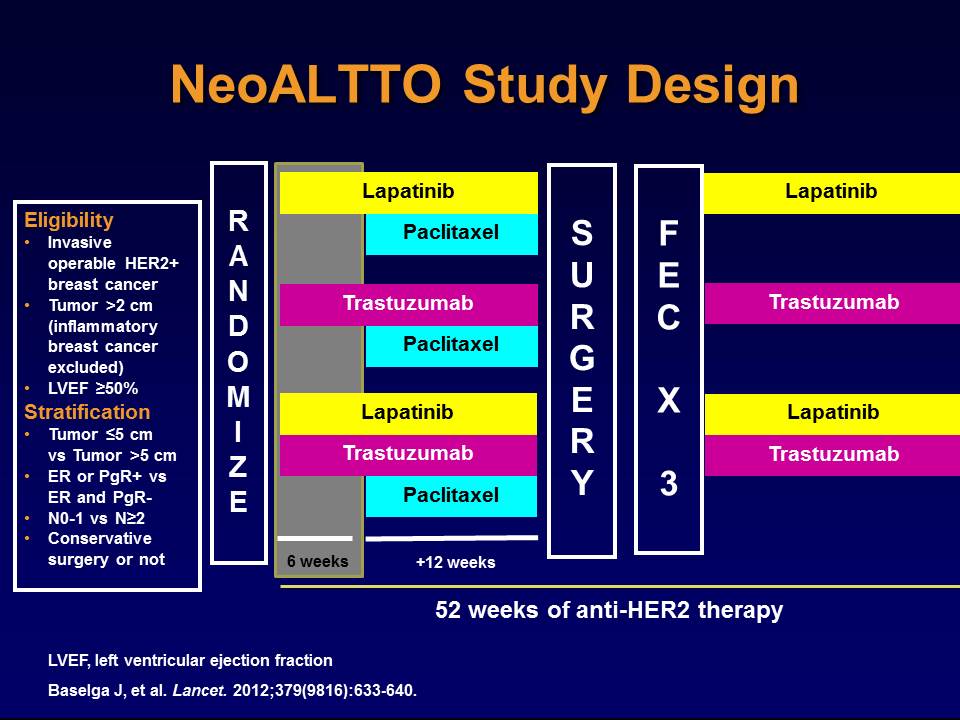 NeoALTTO Study Design
Eligibility
• Invasive
operable HER2+
breast cancer
• Tumor >2 cm
(inflammatory
breast cancer
excluded)
• LVEF ≥50%
Stratification
• Tumor ≤5 cm
vs Tumor >5 cm
• ER or PgR+ vs
ER and PgR-
• N0-1 vs N≥2
• Conservative
surgery or not
RANDOMIZE
Lapatinib
Paclitaxel
Trastuzumab
Paclitaxel
Lapatinib
Trastuzumab
Paclitaxel
6 weeks
+12 weeks
SURGERY
FEC X 3
Lapatinib
Trastuzumab
Lapatinib
Trastuzumab
52 weeks of anti-HER2 therapy
LVEF, left ventricular ejection fraction
Baselga J, et al. Lancet. 2012;379(9816):633-640.